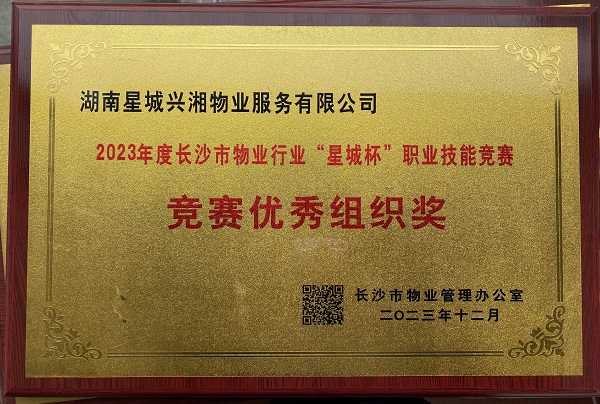 湖南星城兴湘物业服务有限公司
2023年度长沙市物业行业“星城杯”职业技能竞赛
竞赛优秀组织奖
长沙市物业管理办公室
二〇二三年十二月